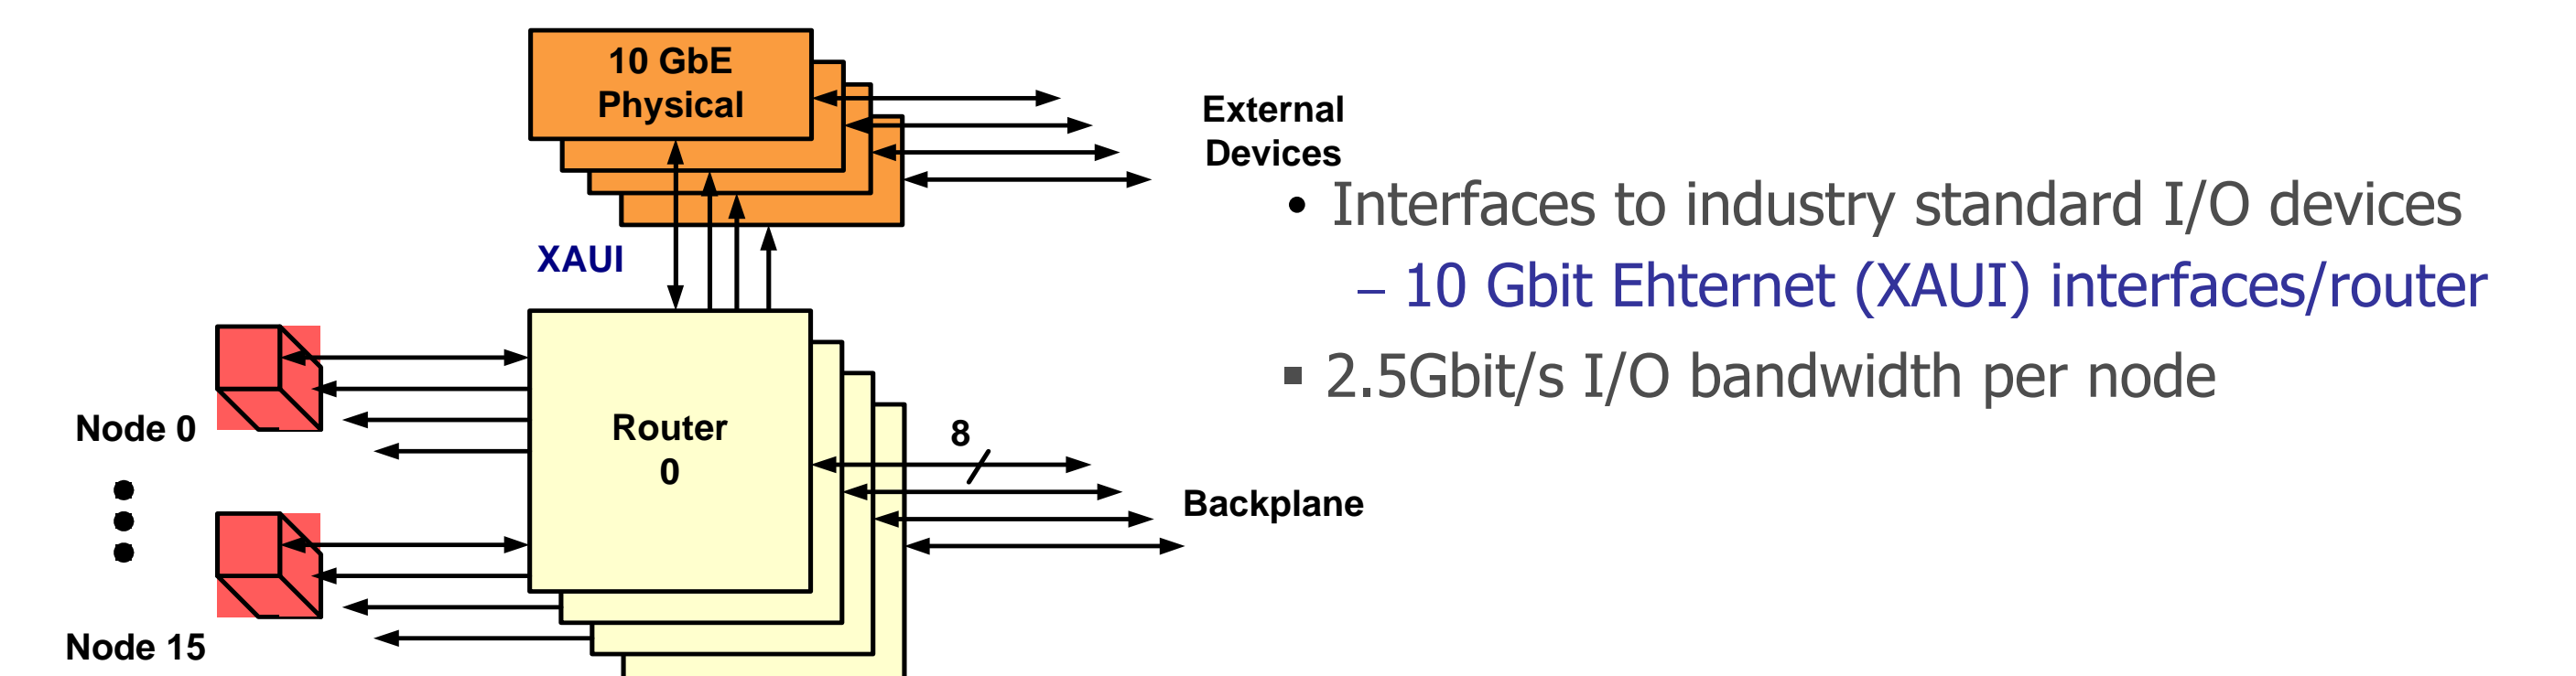 10 GbE
Physical
External
Devices
• Interfaces to industry standard I/O devices
XAUI
– 10 Gbit Ehternet (XAUI) interfaces/router
▪ 2.5Gbit/s I/O bandwidth per node
Node 0
Router
0
8
Backplane
Node 15